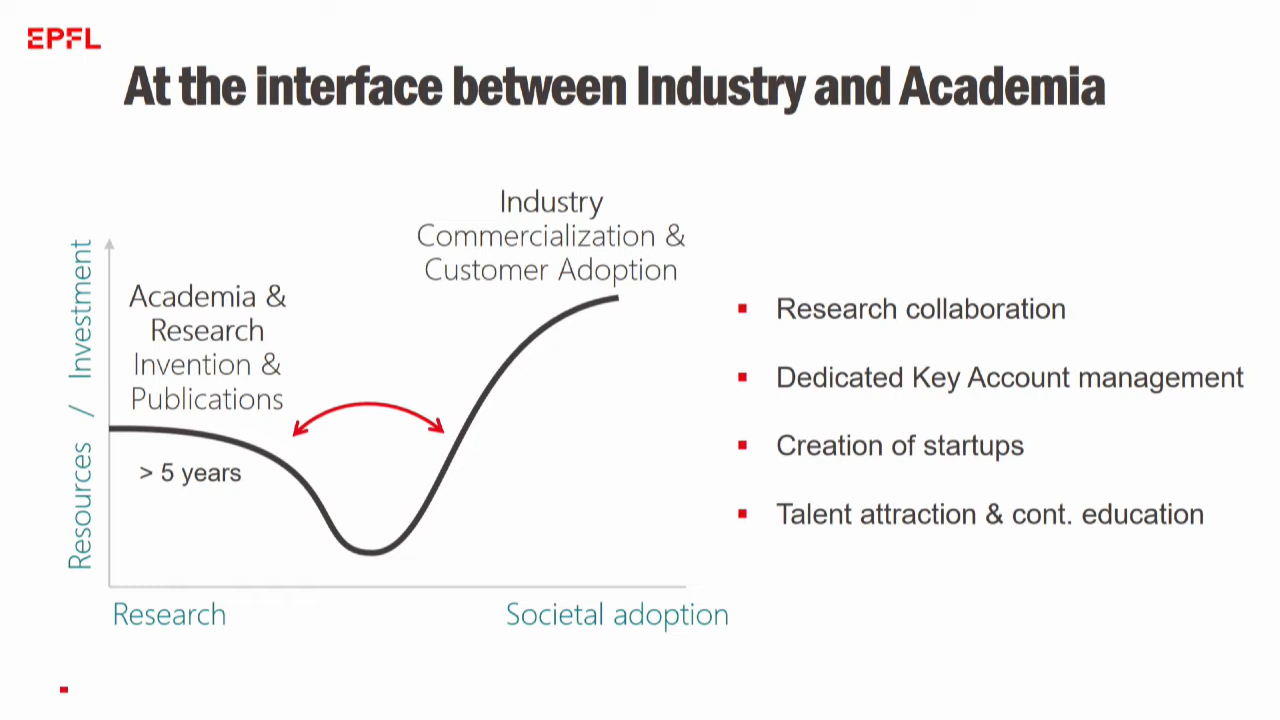 EPFL
At the interface between Industry and Academia
Industry
Commercialization &
Customer Adoption
Academia &
Research
Invention &
Publications
> 5 years
Resources / Investment
Research
Societal adoption
Research collaboration
Dedicated Key Account management
Creation of startups
Talent attraction & cont. education